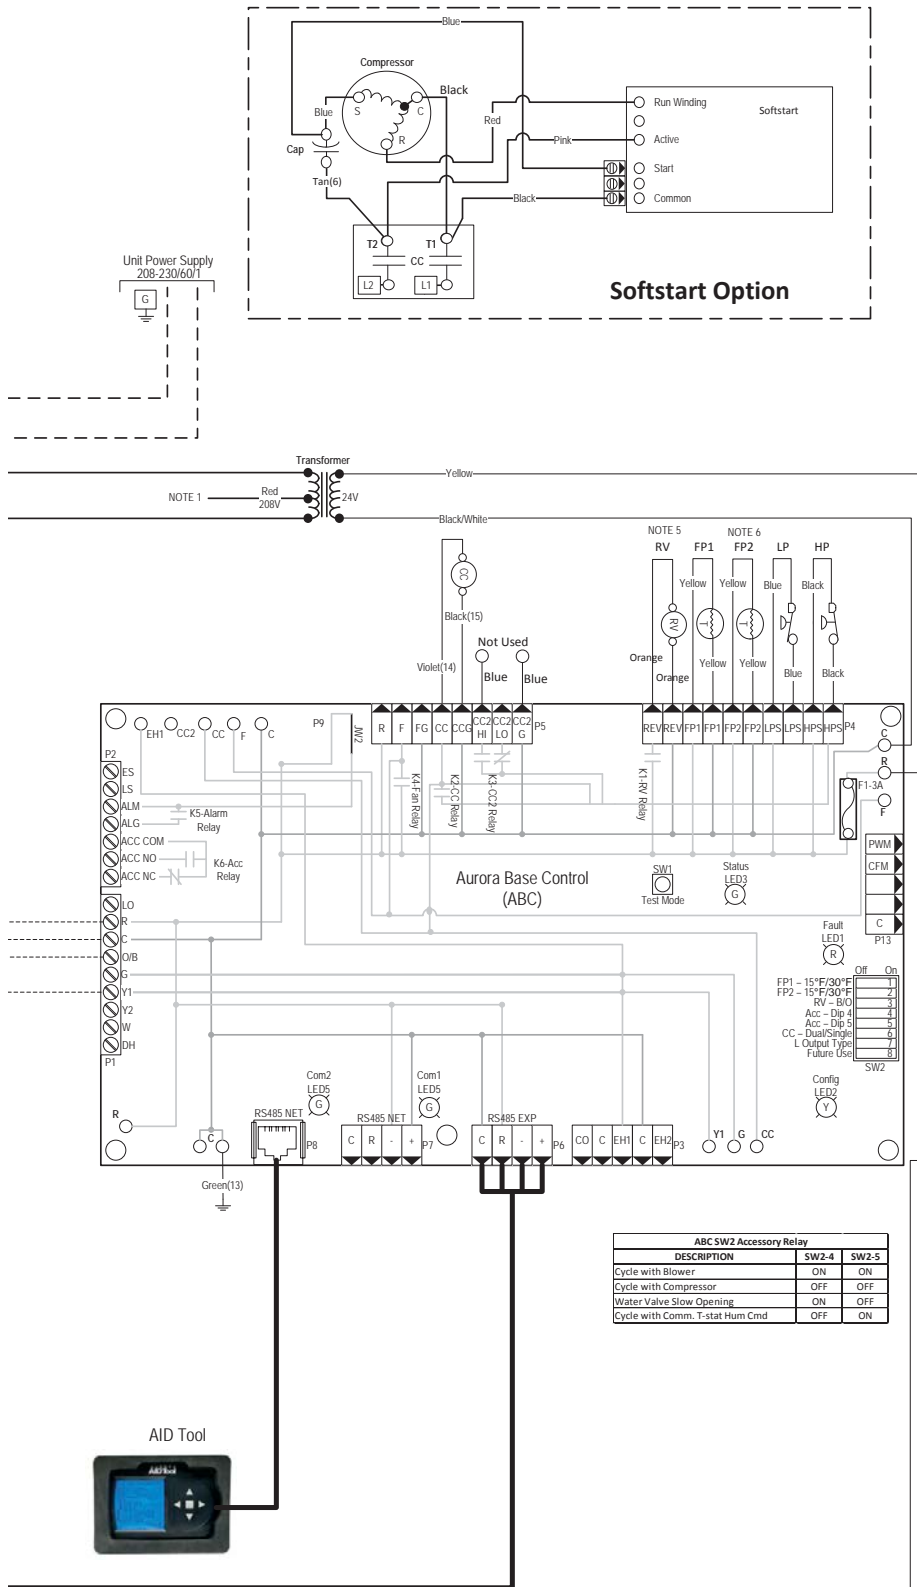 Blue
Compressor
Black
Blue
S
C
R
Red
Run Winding
Softstart
Pink
Active
Cap
Tan(6)
Start
Black
Common
T2
T1
CC
L2
L1
Softstart Option
Unit Power Supply
208-230/60/1
G
Transformer
Yellow
NOTE 1
Red
208V
24V
Black/White
NOTE 5
NOTE 6
RV
FP1
FP2
LP
HP
CC
Yellow
Yellow
Blue
Black
Black(15)
RV
T
T
Not Used
Violet(14)
Blue
Blue
Orange
Orange
Yellow
Yellow
Blue
Black
EH1
CC2
CC
F
C
P9
JW2
R
F
FG
CC
CCG
CC2 HI
CC2 LO
CC2 G
P5
REV
REV
FP1
FP1
FP2
FP2
LPS
LPS
HPS
HPS
P4
C
R
F1-3A
F
P2
ES
LS
ALM
ALG
ACC COM
ACC NO
ACC NC
K5-Alarm
Relay
K6-Acc
Relay
K4-Fan Relay
K2-CC Relay
K3-CC2 Relay
K1-RV Relay
PWM
CFM
C
P13
Aurora Base Control
(ABC)
SW1
Test Mode
Status
LED3
G
LO
R
C
O/B
G
Y1
Y2
W
DH
P1
Fault
LED1
R
Off On
FP1 – 15°F/30°F 1
FP2 – 15°F/30°F 2
RV – B/O 3
Acc – Dip 4 4
Acc – Dip 5 5
CC – Dual/Single 6
L Output Type 7
Future Use 8
SW2
Config
LED2
Y
Com2
LED5
G
Com1
LED5
G
R
C
RS485 NET
P8
RS485 NET
C
R
-
+
P7
RS485 EXP
C
R
-
+
P6
CO
C
EH1
C
EH2
P3
Y1
G
CC
Green(13)
ABC SW2 Accessory Relay
DESCRIPTION SW2-4 SW2-5
Cycle with Blower ON ON
Cycle with Compressor OFF OFF
Water Valve Slow Opening ON OFF
Cycle with Comm. T-stat Hum Cmd OFF ON
AID Tool